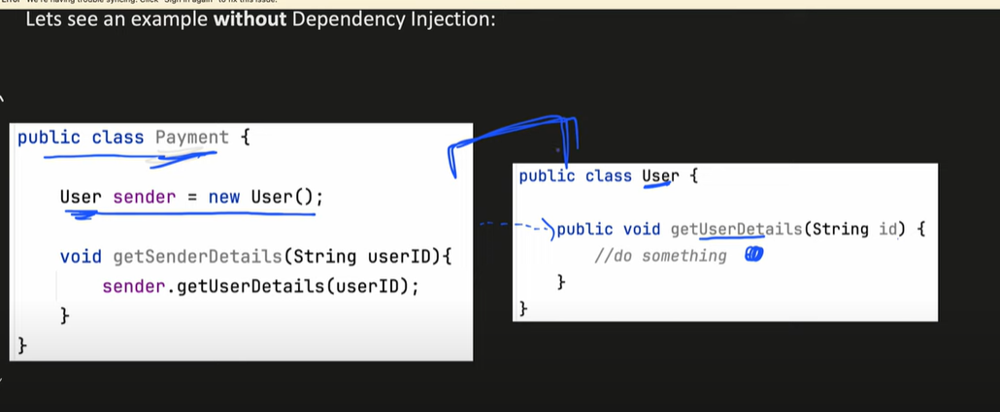 Lets see an example without Dependency Injection:
public class Payment {
User sender = new User();
void getSenderDetails(String userID){
sender.getUserDetails(userID);
}
}
public class User {
public void getUserDetails(String id) {
//do something
}
}